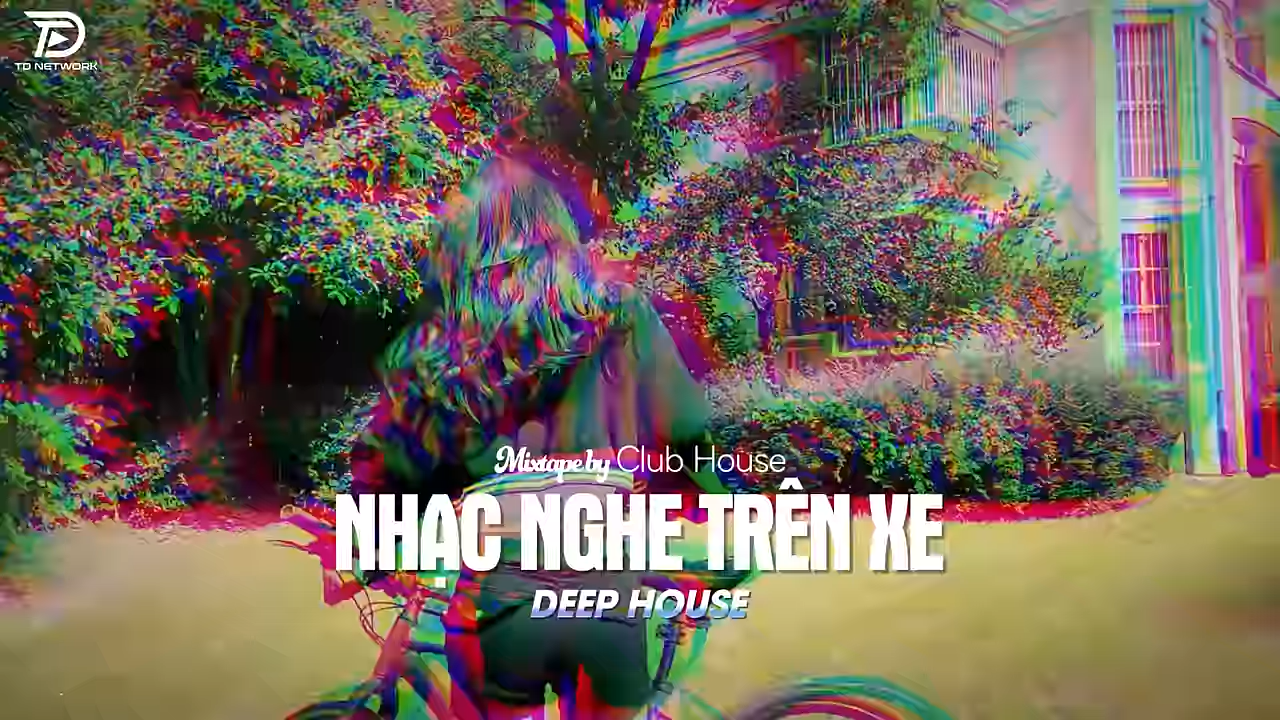 TD NETWORK
Mixtape by Club House
NHẠC NGHE TRÊN XE
DEEP HOUSE